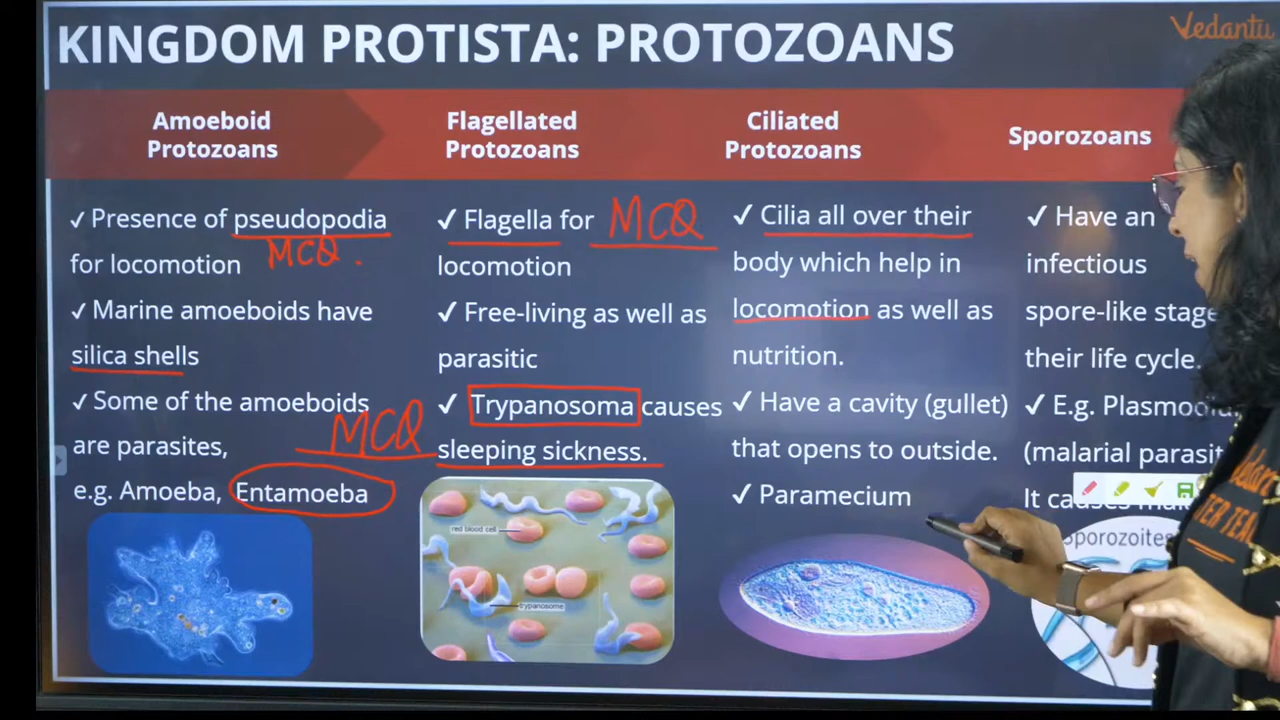 KINGDOM PROTISTA: PROTOZOANS
Vedantu
Amoeboid
Protozoans
Flagellated
Protozoans
Ciliated
Protozoans
Sporozoans
✓ Presence of pseudopodia
for locomotion
MCQ.
✓ Marine amoeboids have
silica shells
✓ Some of the amoeboids
are parasites,
MCQ
e.g. Amoeba, Entamoeba
✓ Flagella for
MCQ
locomotion
✓ Free-living as well as
parasitic
✓ Trypanosoma causes
sleeping sickness.
red blood cell
trypanosome
✓ Cilia all over their
body which help in
locomotion as well as
nutrition.
✓ Have a cavity (gullet)
that opens to outside.
✓ Paramecium
✓ Have an
infectious
spore-like stage
their life cycle.
✓ E.g.
(malarial
It